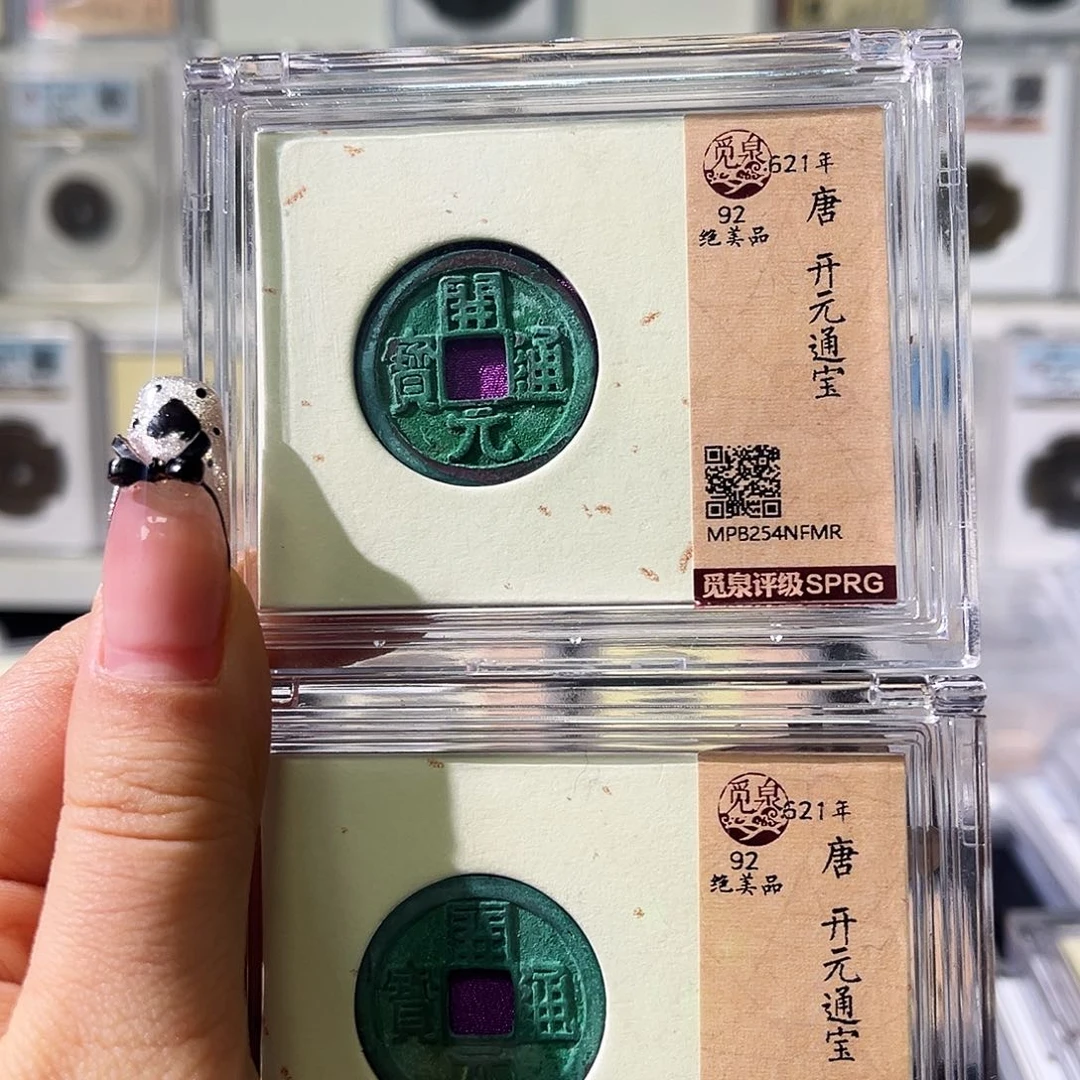 觅泉
621年
92
绝美品
唐 开元通宝
開
寶 通
元
MPB254NFMR
觅泉评级SPRG
觅泉
621年
92
绝美品
唐 开元通宝
開
寶 通